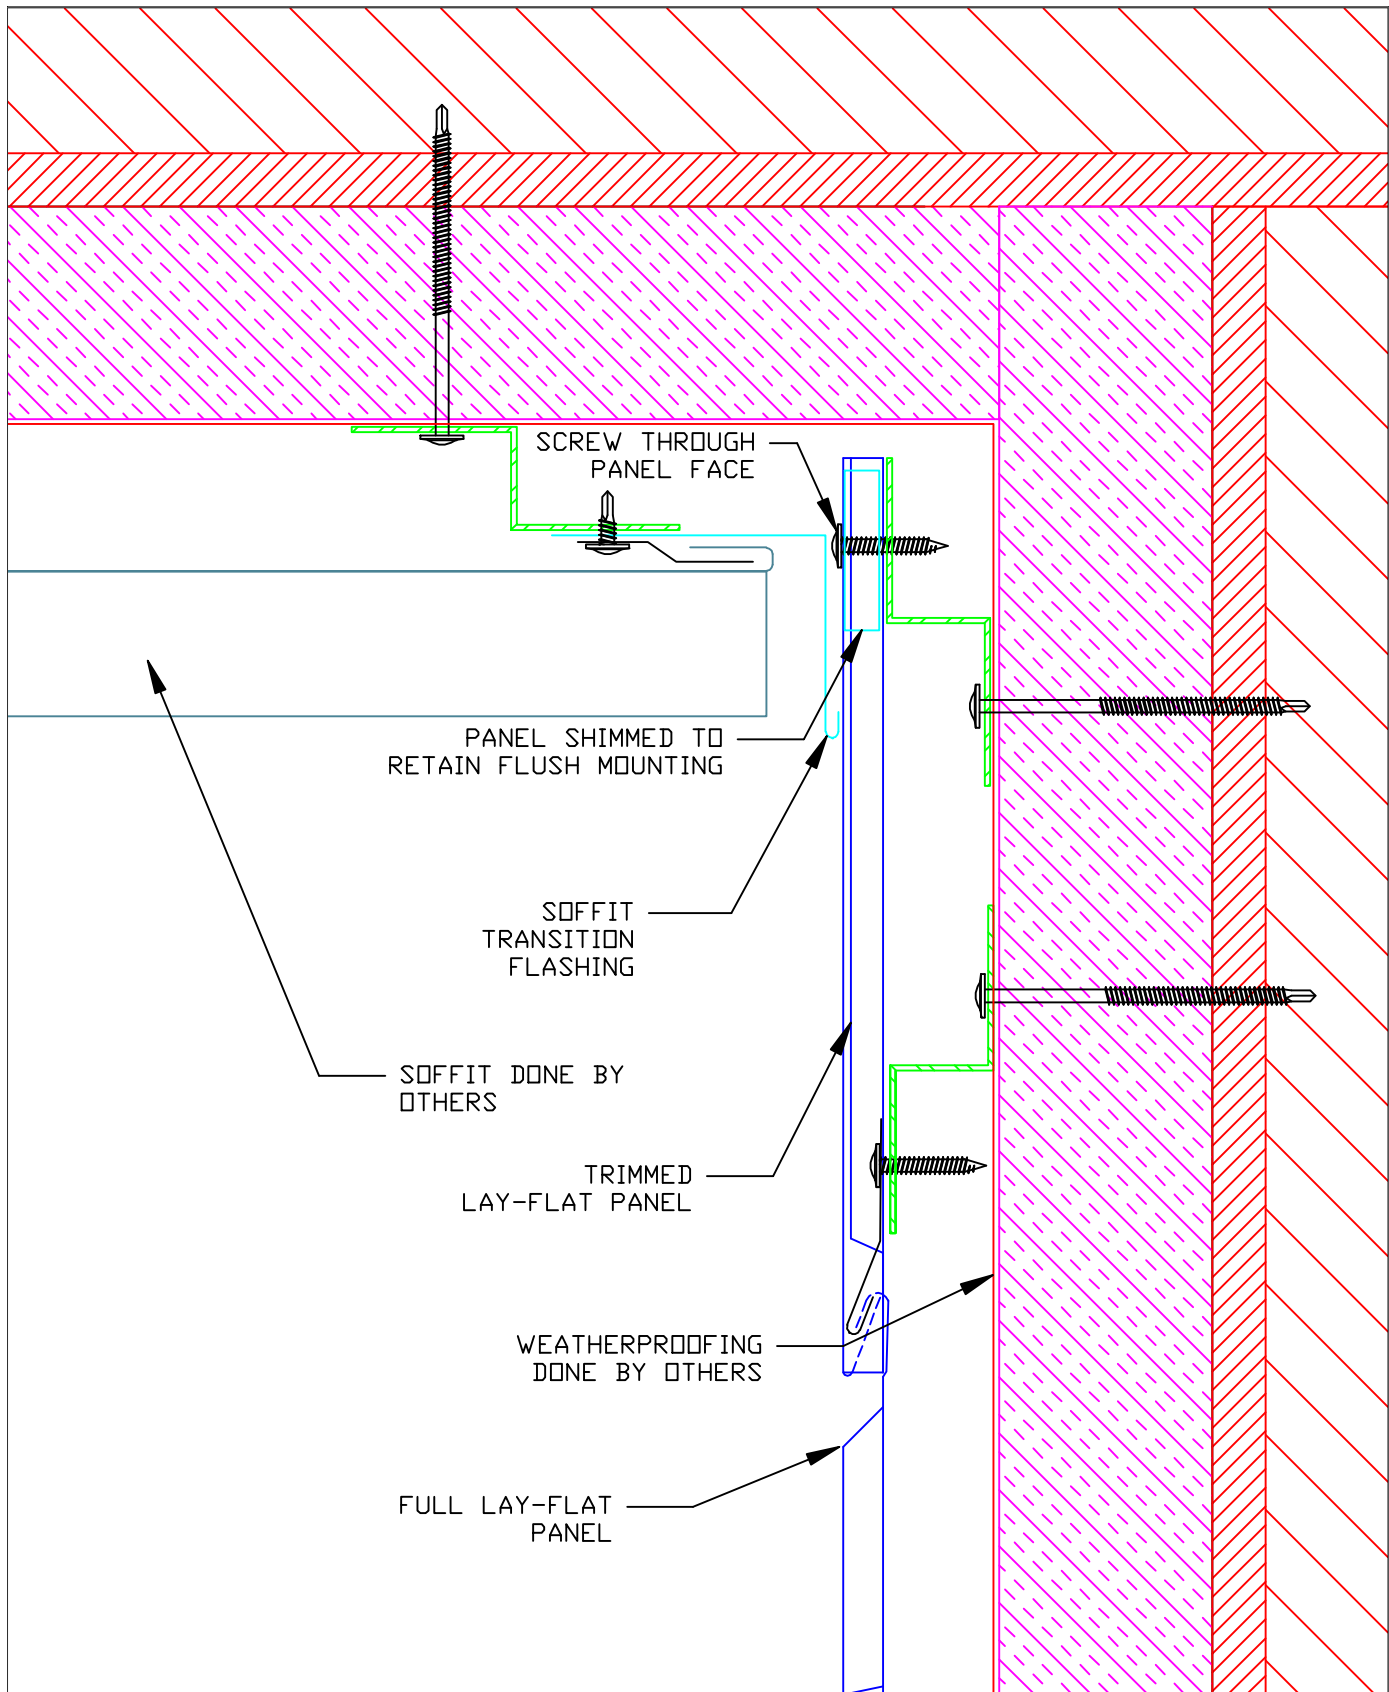 SCREW THROUGH
PANEL FACE
PANEL SHIMMED TO
RETAIN FLUSH MOUNTING
SOFFIT
TRANSITION
FLASHING
SOFFIT DONE BY
OTHERS
TRIMMED
LAY-FLAT PANEL
WEATHERPROOFING
DONE BY OTHERS
FULL LAY-FLAT
PANEL